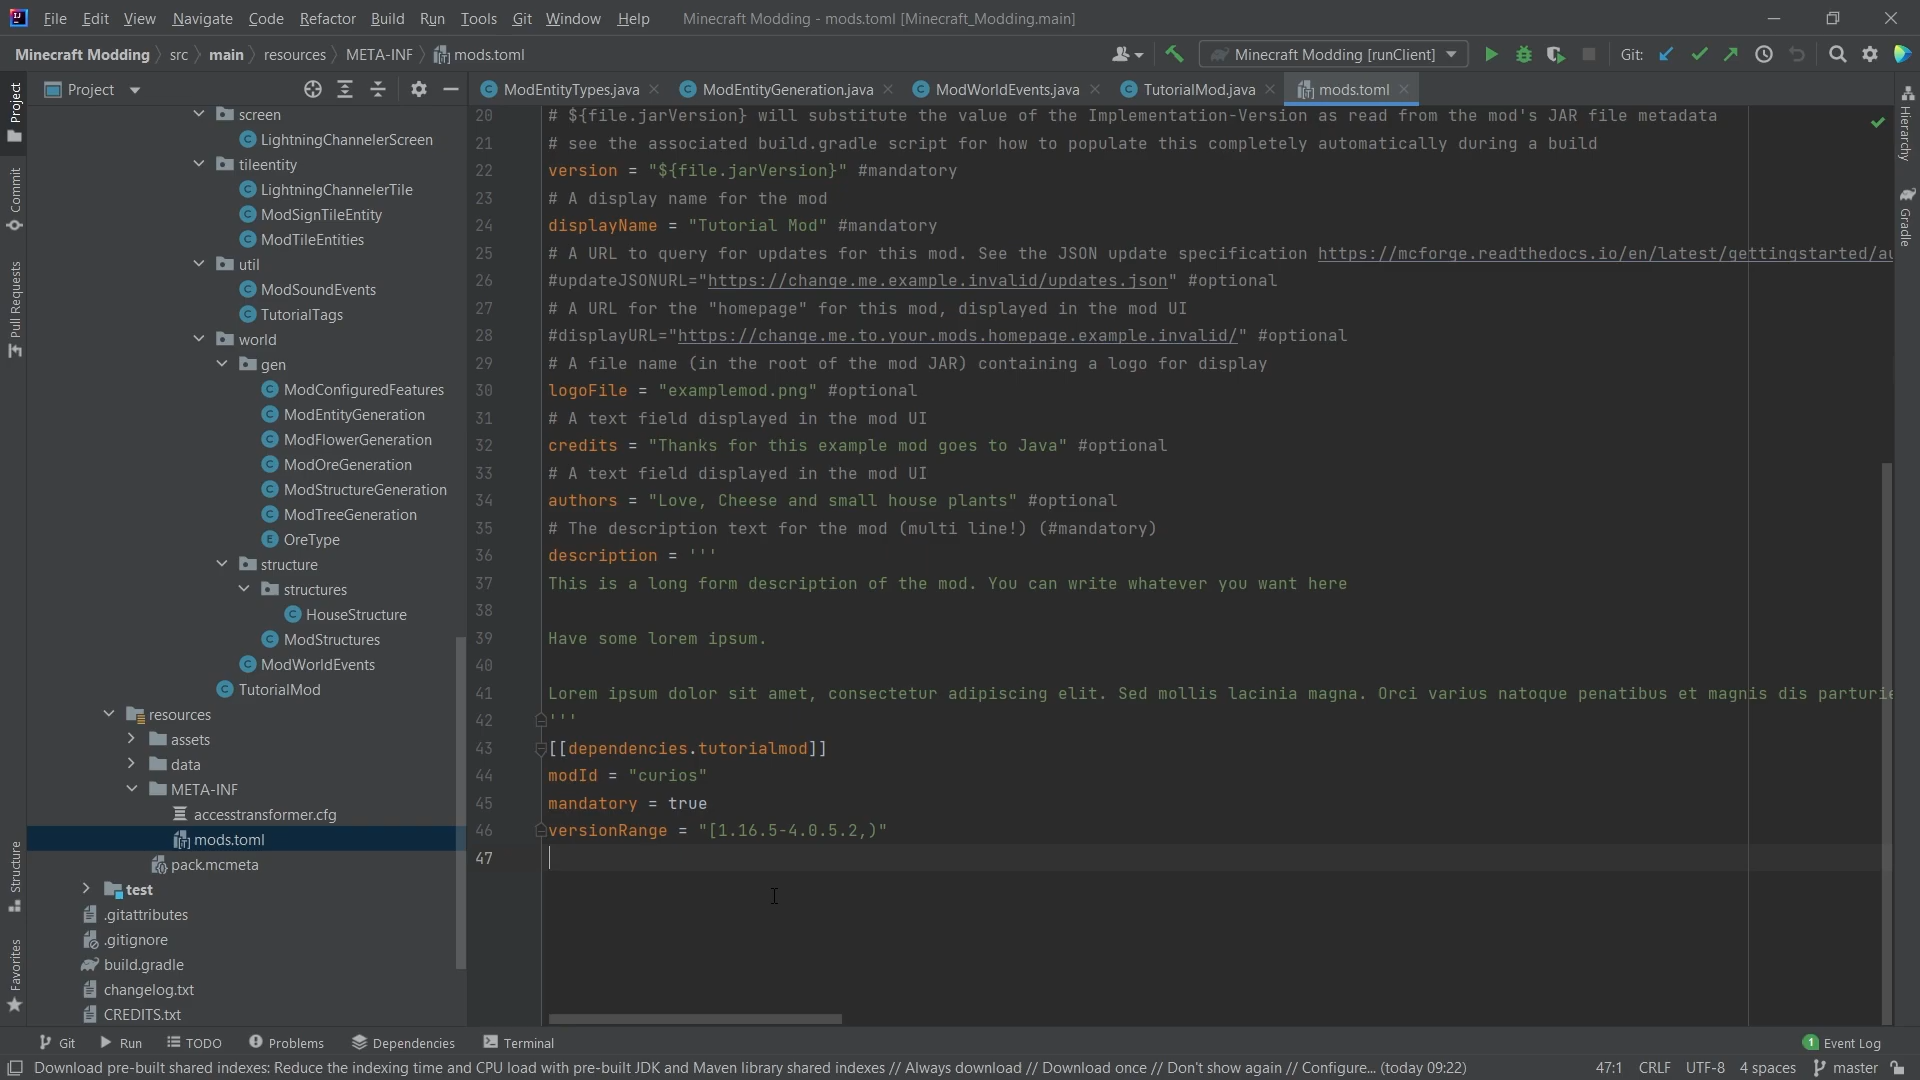 File Edit View Navigate Code Refactor Build Run Tools Git Window Help Minecraft Modding - mods.toml [Minecraft_Modding.main]
Minecraft Modding src main resources META-INF mods.toml Minecraft Modding [runClient] Git:
Project ModEntityTypes.java ModEntityGeneration.java ModWorldEvents.java TutorialMod.java mods.toml
Project
Commit
Pull Requests
Structure
Favorites
screen
LightningChannelerScreen
tileentity
LightningChannelerTile
ModSignTileEntity
ModTileEntities
util
ModSoundEvents
TutorialTags
world
gen
ModConfiguredFeatures
ModEntityGeneration
ModFlowerGeneration
ModOreGeneration
ModStructureGeneration
ModTreeGeneration
OreType
structure
structures
HouseStructure
ModStructures
ModWorldEvents
TutorialMod
resources
assets
data
META-INF
accesstransformer.cfg
mods.toml
pack.mcmeta
test
.gitattributes
.gitignore
build.gradle
changelog.txt
CREDITS.txt
20 # ${file.jarVersion} will substitute the value of the Implementation-Version as read from the mod's JAR file metadata
21 # see the associated build.gradle script for how to populate this completely automatically during a build
22 version = "${file.jarVersion}" #mandatory
23 # A display name for the mod
24 displayName = "Tutorial Mod" #mandatory
25 # A URL to query for updates for this mod. See the JSON update specification https://mcforge.readthedocs.io/en/latest/gettingstarted/au
26 #updateJSONURL="https://change.me.example.invalid/updates.json" #optional
27 # A URL for the "homepage" for this mod, displayed in the mod UI
28 #displayURL="https://change.me.to.your.mods.homepage.example.invalid/" #optional
29 # A file name (in the root of the mod JAR) containing a logo for display
30 logoFile = "examplemod.png" #optional
31 # A text field displayed in the mod UI
32 credits = "Thanks for this example mod goes to Java" #optional
33 # A text field displayed in the mod UI
34 authors = "Love, Cheese and small house plants" #optional
35 # The description text for the mod (multi line!) (#mandatory)
36 description = '''
37 This is a long form description of the mod. You can write whatever you want here
38
39 Have some lorem ipsum.
40
41 Lorem ipsum dolor sit amet, consectetur adipiscing elit. Sed mollis lacinia magna. Orci varius natoque penatibus et magnis dis parturie
42 '''
43 [[dependencies.tutorialmod]]
44 modId = "curios"
45 mandatory = true
46 versionRange = "[1.16.5-4.0.5.2,)"
47
Hierarchy
Gradle
Git Run TODO Problems Dependencies Terminal 1 Event Log
Download pre-built shared indexes: Reduce the indexing time and CPU load with pre-built JDK and Maven library shared indexes // Always download // Download once // Don't show again // Configure... (today 09:22) 47:1 CRLF UTF-8 4 spaces master